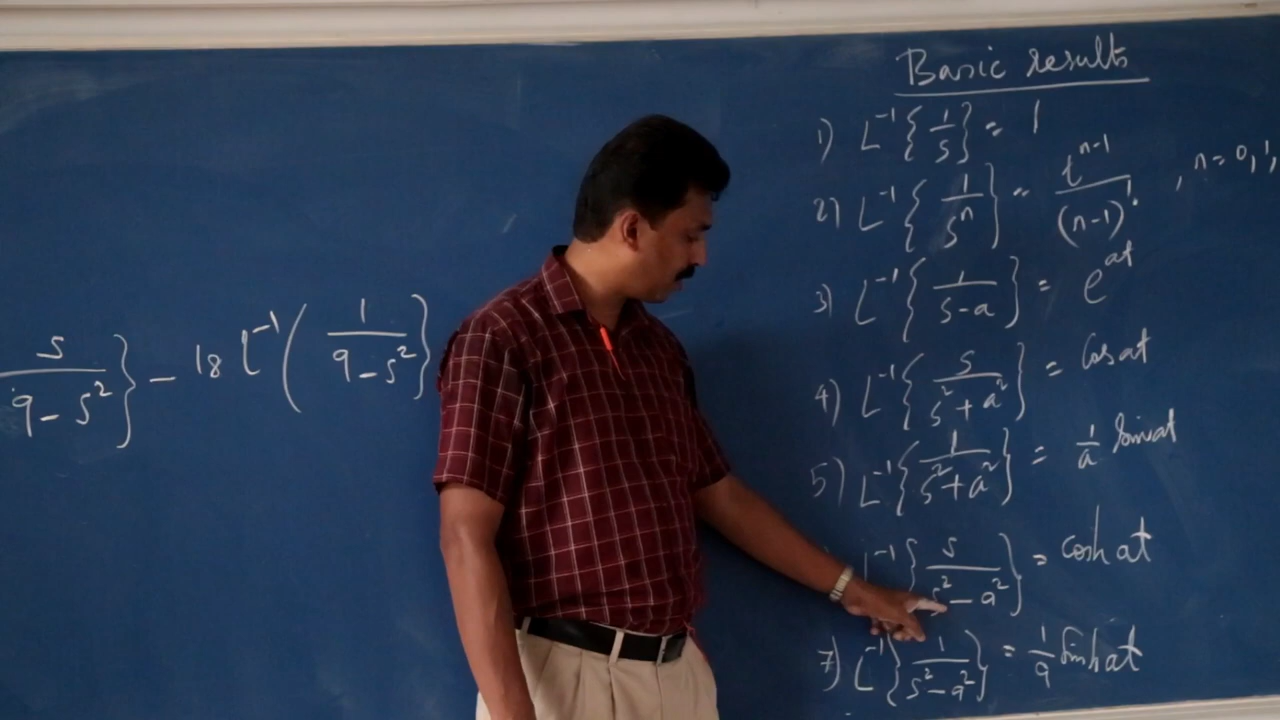 s/(9 - s²)} - 18 L⁻¹(1/(9 - s²)}
Basic results
1) L⁻¹{1/s} = 1
2) L⁻¹{1/sⁿ} = tⁿ⁻¹/(n-1)! , n = 0, 1,
3) L⁻¹{1/(s-a)} = eᵃᵗ
4) L⁻¹{s/(s²+a²)} = Cos at
5) L⁻¹{1/(s²+a²)} = 1/a Sin at
L⁻¹{s/(s²-a²)} = cosh at
7) L⁻¹{1/(s²-a²)} = 1/a Sinh at